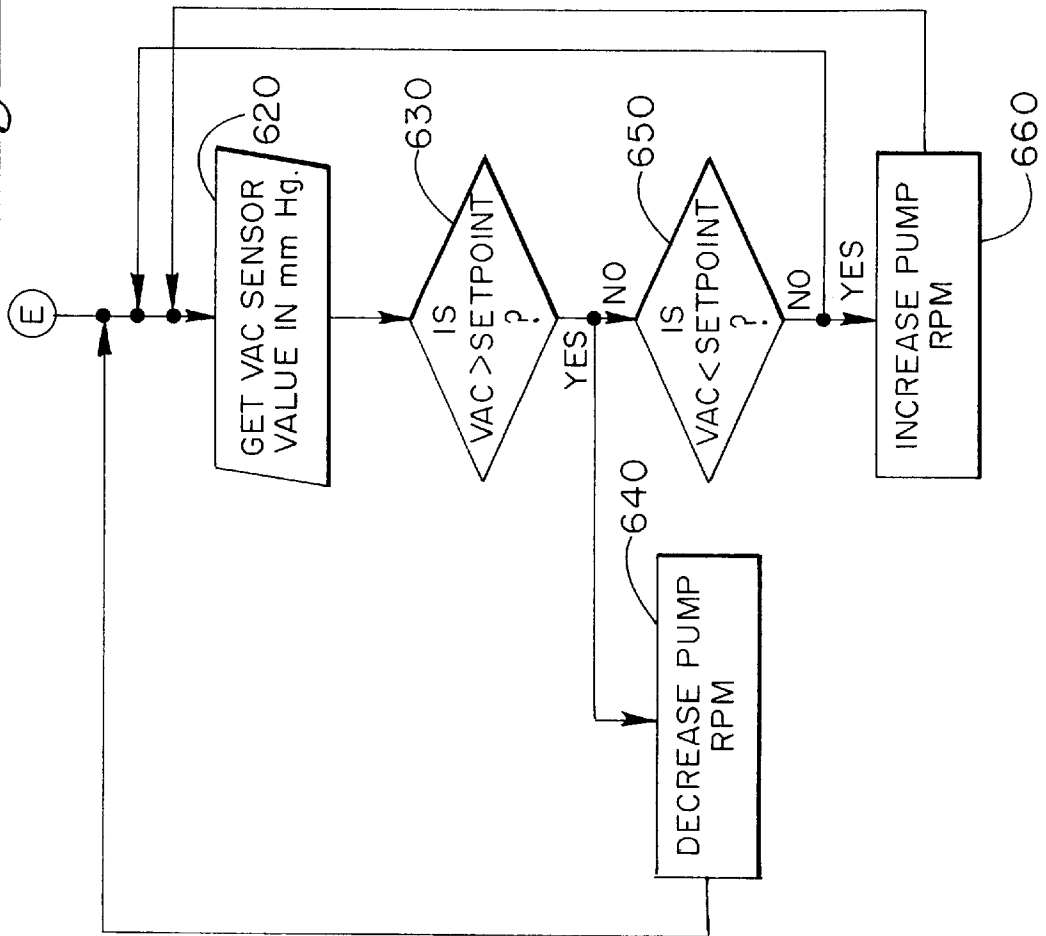 E
GET VAC SENSOR
VALUE IN mm Hg.
620
IS
VAC>SETPOINT
?
630
YES
NO
DECREASE PUMP
RPM
640
IS
VAC<SETPOINT
?
650
NO
YES
INCREASE PUMP
RPM
660